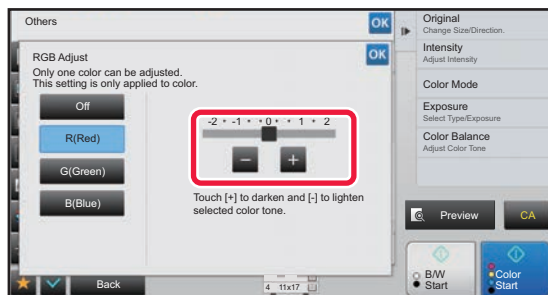 Others
OK
RGB Adjust
OK
Only one color can be adjusted.
This setting is only applied to color.
Off
R(Red)
G(Green)
B(Blue)
-2 • -1 • • 0 • • 1 • 2
Touch [+] to darken and [-] to lighten
selected color tone.
Back
4 11x17
Original
Change Size/Direction.
Intensity
Adjust Intensity
Color Mode
Exposure
Select Type/Exposure
Color Balance
Adjust Color Tone
Preview
CA
B/W
Start
Color
Start